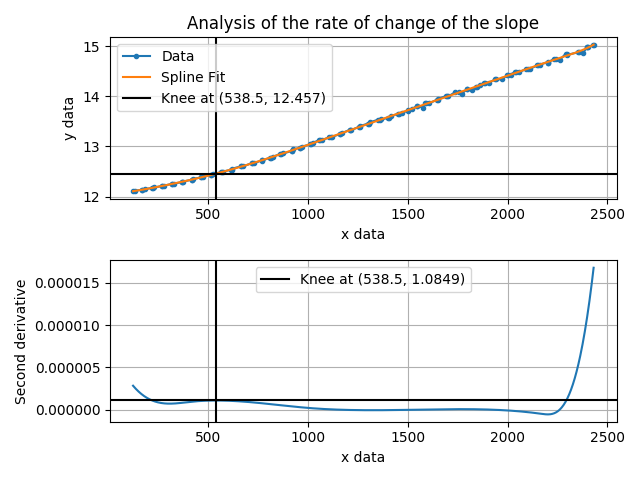 Analysis of the rate of change of the slope
15
14
13
12
y data
Data
Spline Fit
Knee at (538.5, 12.457)
500
1000
1500
2000
2500
x data
0.000015
0.000010
0.000005
0.000000
Second derivative
Knee at (538.5, 1.0849)
500
1000
1500
2000
2500
x data